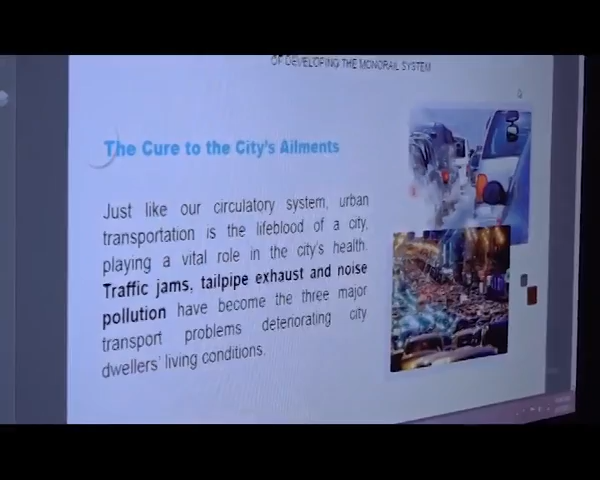 OF DEVELOPING THE MONORAIL SYSTEM
The Cure to the City's Ailments
Just like our circulatory system, urban
transportation is the lifeblood of a city,
playing a vital role in the city's health.
Traffic jams, tailpipe exhaust and noise
pollution have become the three major
transport problems deteriorating city
dwellers' living conditions.